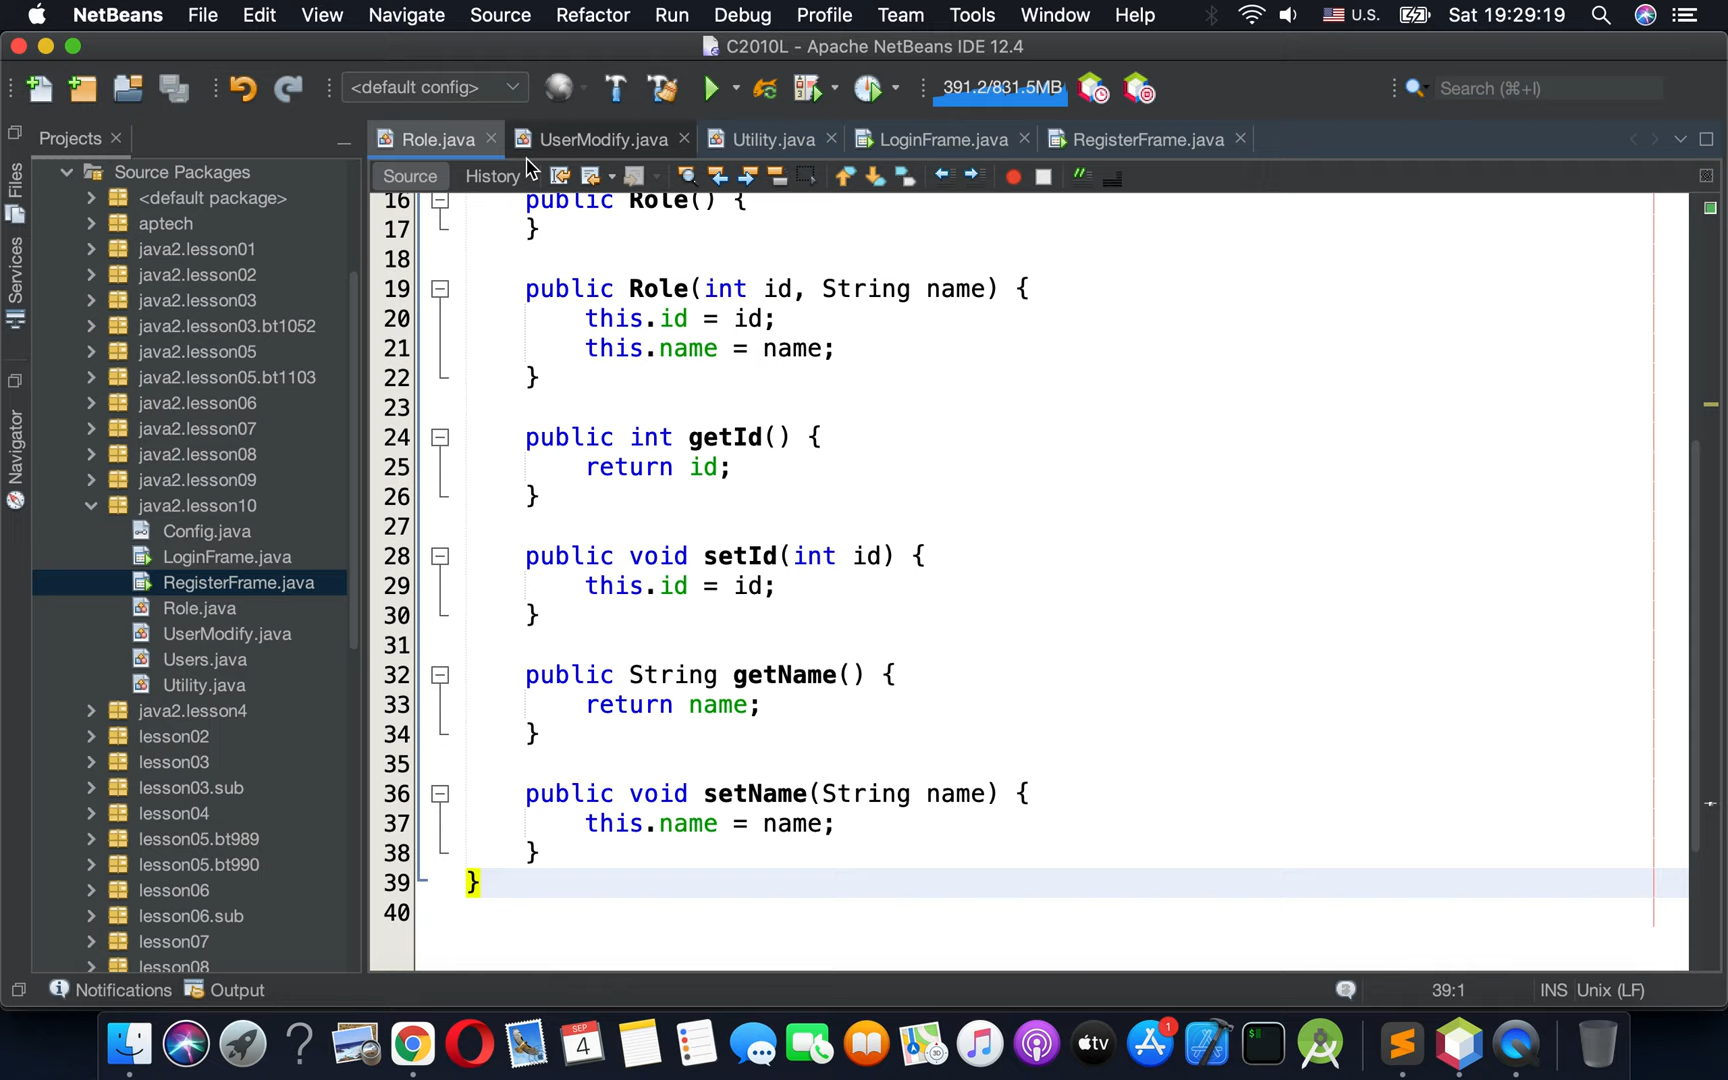 NetBeans File Edit View Navigate Source Refactor Run Debug Profile Team Tools Window Help U.S. Sat 19:29:19
C2010L - Apache NetBeans IDE 12.4
<default config> 391.2/831.5MB Search (⌘+I)
Projects Role.java UserModify.java Utility.java LoginFrame.java RegisterFrame.java
Source History
Files
Services
Navigator
Source Packages
<default package>
aptech
java2.lesson01
java2.lesson02
java2.lesson03
java2.lesson03.bt1052
java2.lesson05
java2.lesson05.bt1103
java2.lesson06
java2.lesson07
java2.lesson08
java2.lesson09
java2.lesson10
Config.java
LoginFrame.java
RegisterFrame.java
Role.java
UserModify.java
Users.java
Utility.java
java2.lesson4
lesson02
lesson03
lesson03.sub
lesson04
lesson05.bt989
lesson05.bt990
lesson06
lesson06.sub
lesson07
lesson08
16 public Role() {
17 }
18
19 public Role(int id, String name) {
20 this.id = id;
21 this.name = name;
22 }
23
24 public int getId() {
25 return id;
26 }
27
28 public void setId(int id) {
29 this.id = id;
30 }
31
32 public String getName() {
33 return name;
34 }
35
36 public void setName(String name) {
37 this.name = name;
38 }
39 }
40
Notifications Output 39:1 INS Unix (LF)
SEP
4
tv
1